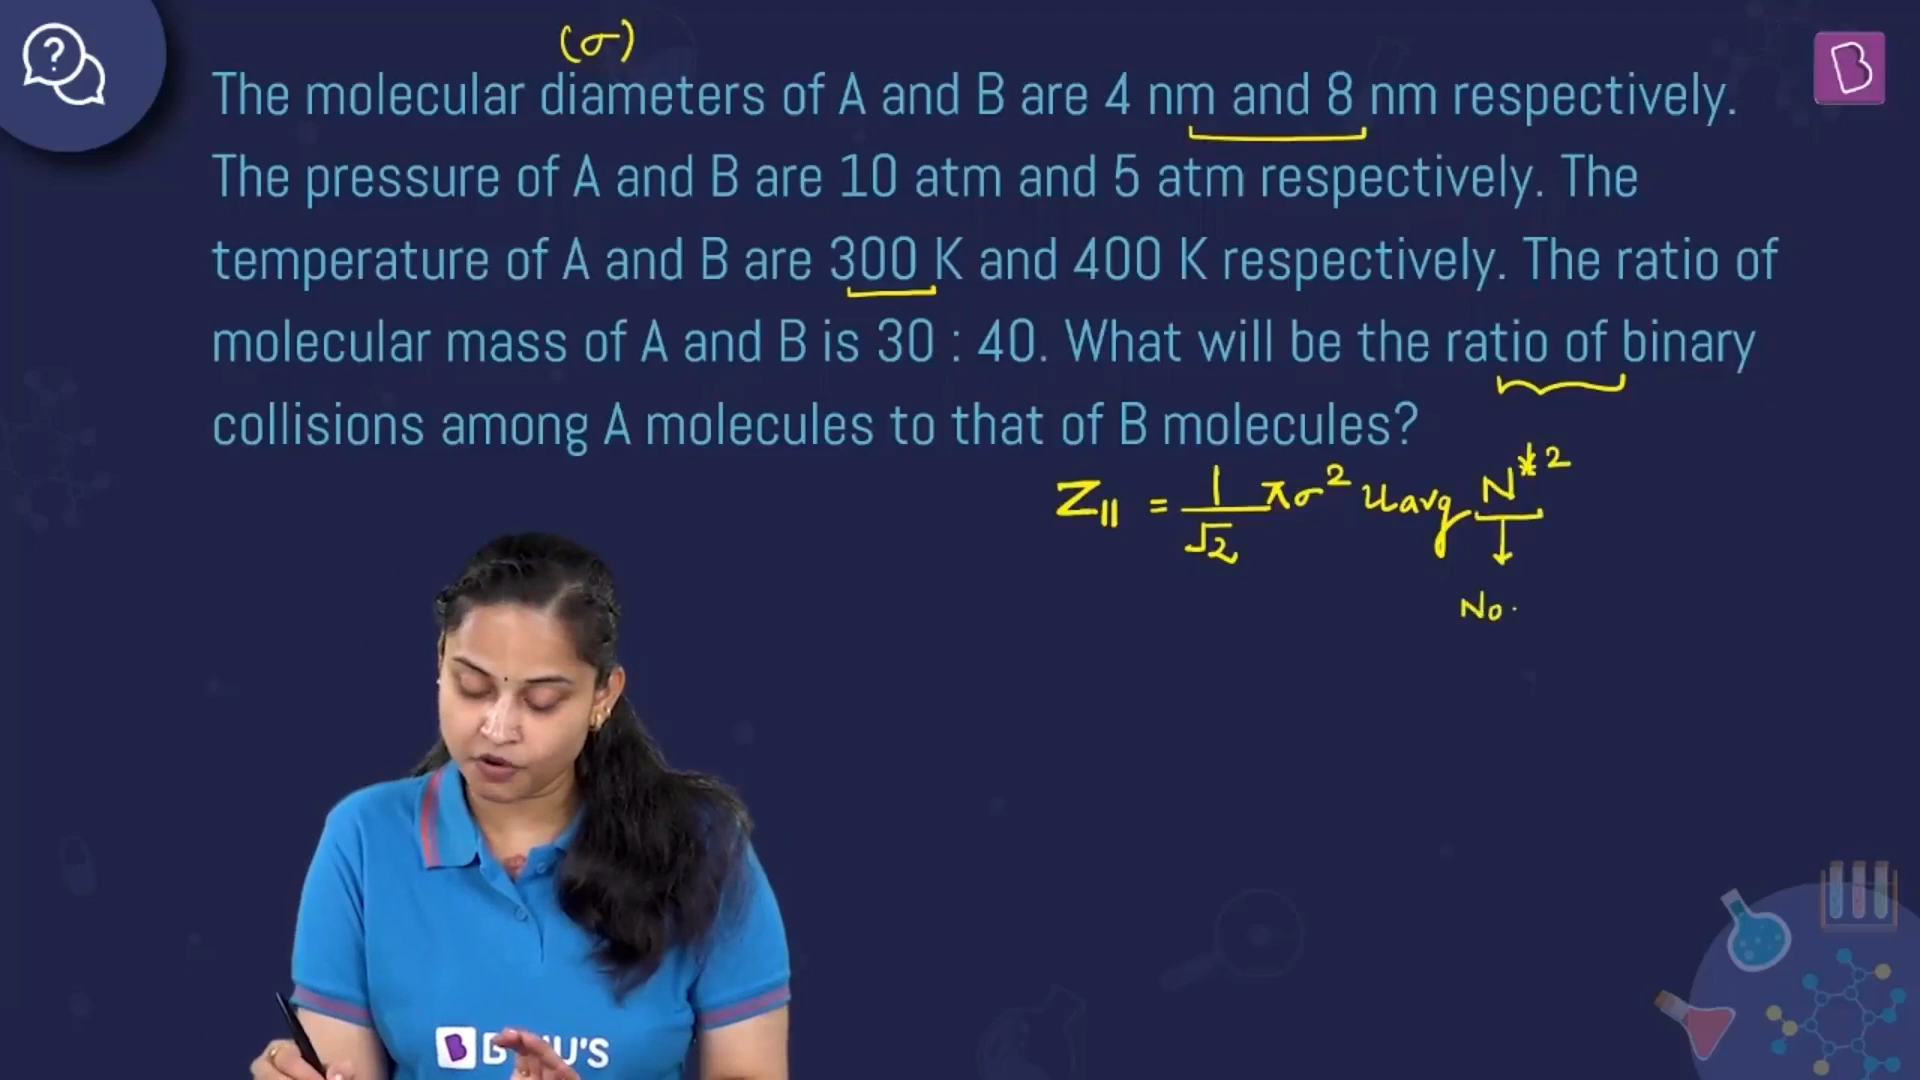 (σ)
The molecular diameters of A and B are 4 nm and 8 nm respectively.
The pressure of A and B are 10 atm and 5 atm respectively. The
temperature of A and B are 300 K and 400 K respectively. The ratio of
molecular mass of A and B is 30 : 40. What will be the ratio of binary
collisions among A molecules to that of B molecules?
Z₁₁ = 1/√2 πσ² uavg N*²
No.
B
?